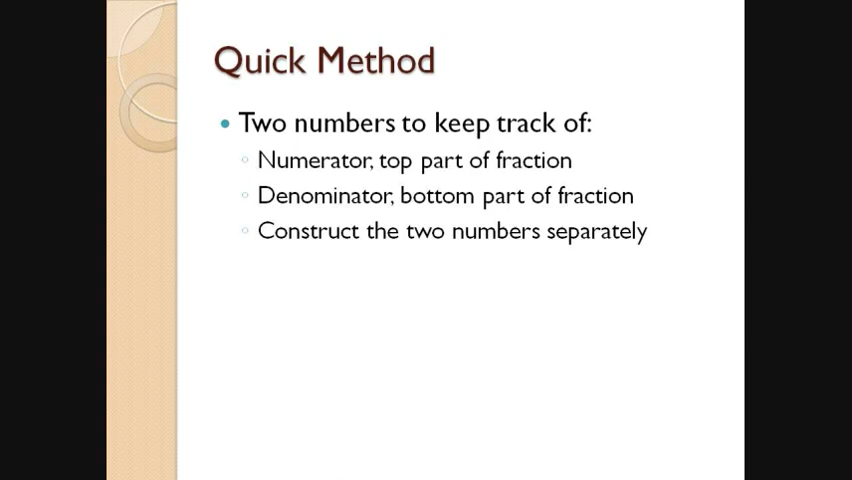 Quick Method
• Two numbers to keep track of:
◦ Numerator, top part of fraction
◦ Denominator, bottom part of fraction
◦ Construct the two numbers separately